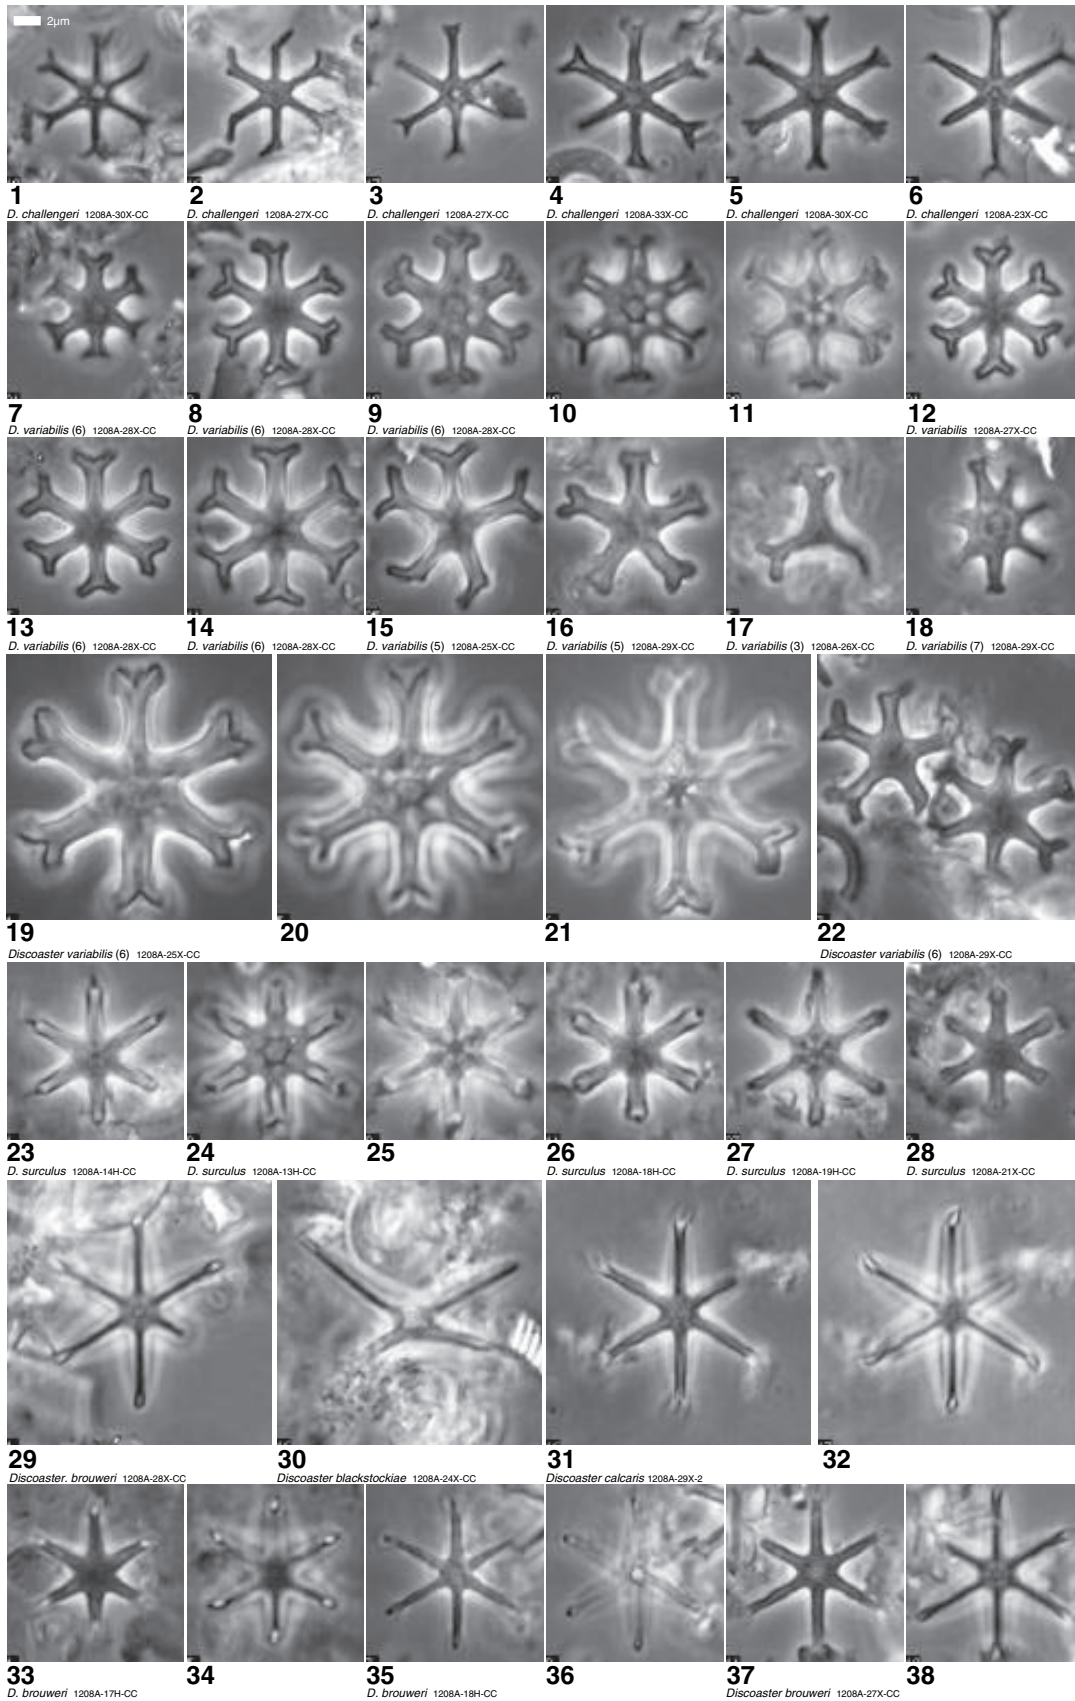 2µm
1 2 3 4 5 6
D. challengeri 1208A-30X-CC D. challengeri 1208A-27X-CC D. challengeri 1208A-27X-CC D. challengeri 1208A-33X-CC D. challengeri 1208A-30X-CC D. challengeri 1208A-23X-CC
7 8 9 10 11 12
D. variabilis (6) 1208A-28X-CC D. variabilis (6) 1208A-28X-CC D. variabilis (6) 1208A-28X-CC D. variabilis 1208A-27X-CC
13 14 15 16 17 18
D. variabilis (6) 1208A-28X-CC D. variabilis (6) 1208A-28X-CC D. variabilis (5) 1208A-25X-CC D. variabilis (5) 1208A-29X-CC D. variabilis (3) 1208A-26X-CC D. variabilis (7) 1208A-29X-CC
19 20 21 22
Discoaster variabilis (6) 1208A-25X-CC Discoaster variabilis (6) 1208A-29X-CC
23 24 25 26 27 28
D. surculus 1208A-14H-CC D. surculus 1208A-13H-CC D. surculus 1208A-18H-CC D. surculus 1208A-19H-CC D. surculus 1208A-21X-CC
29 30 31 32
Discoaster. brouweri 1208A-28X-CC Discoaster blackstockiae 1208A-24X-CC Discoaster calcaris 1208A-29X-2
33 34 35 36 37 38
D. brouweri 1208A-17H-CC D. brouweri 1208A-18H-CC Discoaster brouweri 1208A-27X-CC